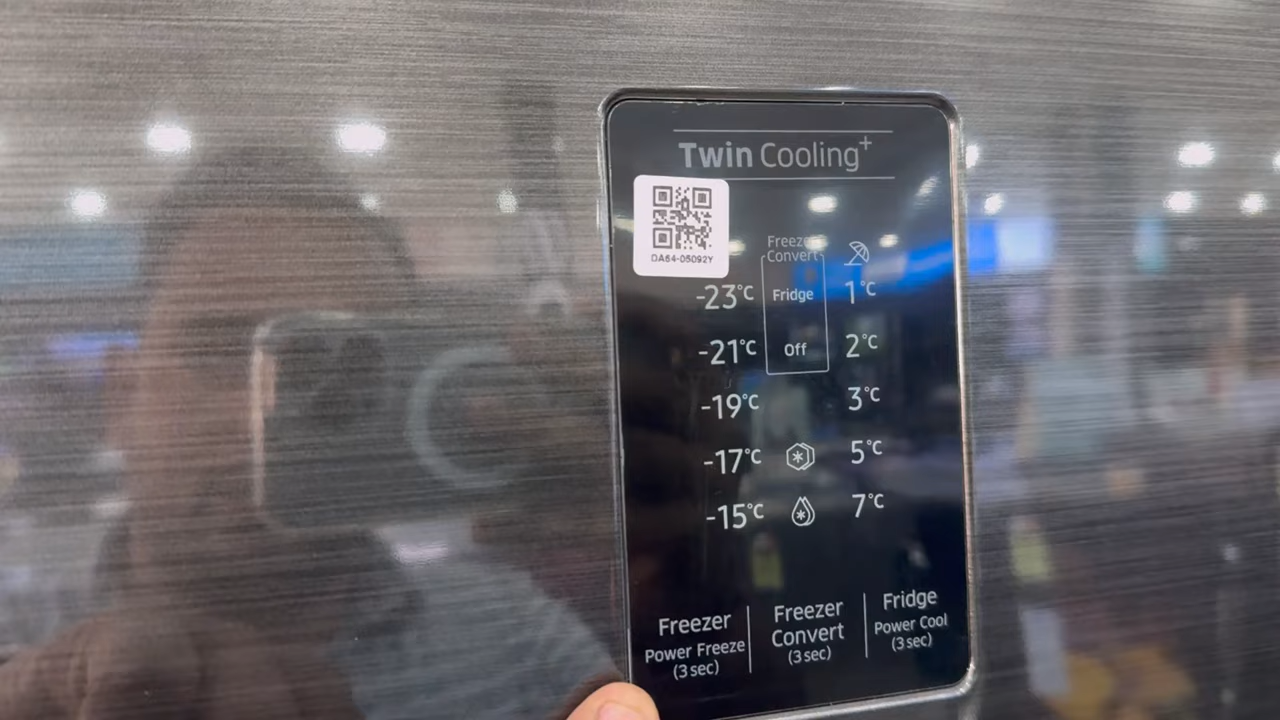 Twin Cooling+
DA64-05092Y
Freezer
Convert
-23°C Fridge 1°C
-21°C Off 2°C
-19°C 3°C
-17°C 5°C
-15°C 7°C
Freezer
Power Freeze
(3 sec)
Freezer
Convert
(3 sec)
Fridge
Power Cool
(3 sec)